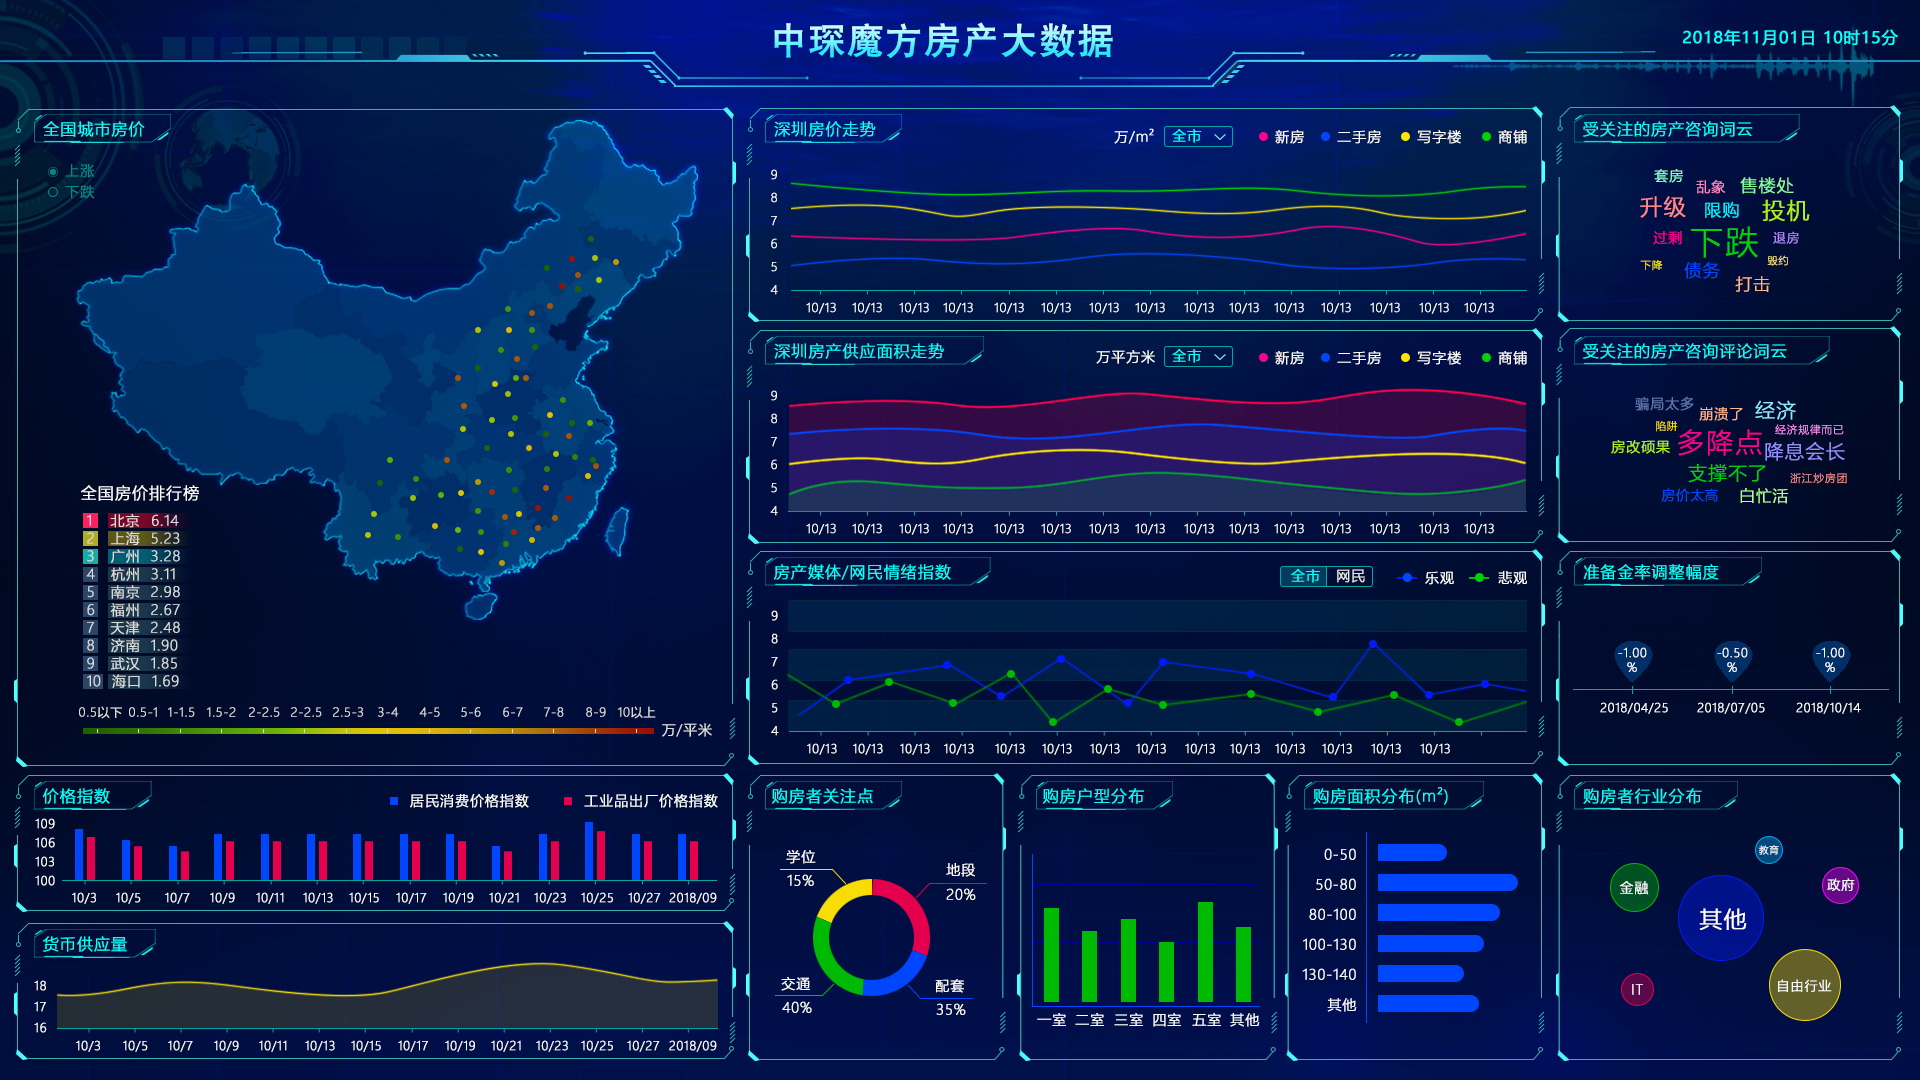 中琛魔方房产大数据
2018年11月01日 10时15分
全国城市房价
上涨
下跌
全国房价排行榜
1 北京 6.14
2 上海 5.23
3 广州 3.28
4 杭州 3.11
5 南京 2.98
6 福州 2.67
7 天津 2.48
8 济南 1.90
9 武汉 1.85
10 海口 1.69
0.5以下 0.5-1 1-1.5 1.5-2 2-2.5 2-2.5 2.5-3 3-4 4-5 5-6 6-7 7-8 8-9 10以上
万/平米
深圳房价走势
万/m² 全市 新房 二手房 写字楼 商铺
9
8
7
6
5
4
10/13 10/13 10/13 10/13 10/13 10/13 10/13 10/13 10/13 10/13 10/13 10/13 10/13 10/13 10/13
深圳房产供应面积走势
万平方米 全市 新房 二手房 写字楼 商铺
9
8
7
6
5
4
10/13 10/13 10/13 10/13 10/13 10/13 10/13 10/13 10/13 10/13 10/13 10/13 10/13 10/13 10/13
房产媒体/网民情绪指数
全市 网民 乐观 悲观
9
8
7
6
5
4
10/13 10/13 10/13 10/13 10/13 10/13 10/13 10/13 10/13 10/13 10/13 10/13 10/13 10/13
受关注的房产咨询词云
套房
乱象
售楼处
升级
限购
投机
过剩
下跌
退房
下降
债务
毁约
打击
受关注的房产咨询评论词云
骗局太多
崩溃了
经济
陷阱
经济规律而已
房改硕果
多降点
降息会长
支撑不了
浙江炒房团
房价太高
白忙活
准备金率调整幅度
-1.00
%
-0.50
%
-1.00
%
2018/04/25 2018/07/05 2018/10/14
价格指数
居民消费价格指数 工业品出厂价格指数
109
106
103
100
10/3 10/5 10/7 10/9 10/11 10/13 10/15 10/17 10/19 10/21 10/23 10/25 10/27 2018/09
货币供应量
18
17
16
10/3 10/5 10/7 10/9 10/11 10/13 10/15 10/17 10/19 10/21 10/23 10/25 10/27 2018/09
购房者关注点
学位
15%
地段
20%
交通
40%
配套
35%
购房户型分布
一室 二室 三室 四室 五室 其他
购房面积分布(m²)
0-50
50-80
80-100
100-130
130-140
其他
购房者行业分布
教育
金融
政府
其他
IT
自由行业